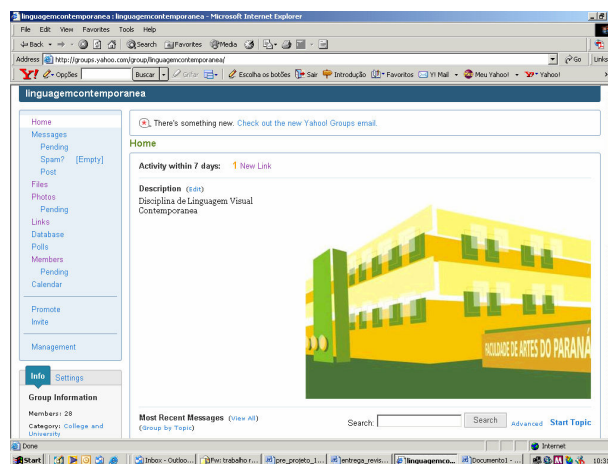 linguagemcontemporanea : linguagemcontemporanea - Microsoft Internet Explorer
File Edit View Favorites Tools Help
Back Search Favorites Media
Address http://groups.yahoo.com/group/linguagemcontemporanea/ Go Links
Y! Opções Buscar Gritar Escolha os botões Sair Introdução Favoritos Y! Mail Meu Yahoo! Yahoo!
linguagemcontemporanea
Home
Messages
Pending
Spam? [Empty]
Post
Files
Photos
Pending
Links
Database
Polls
Members
Pending
Calendar
Promote
Invite
Management
Info Settings
Group Information
Members: 28
Category: College and
University
There's something new. Check out the new Yahoo! Groups email.
Home
Activity within 7 days: 1 New Link
Description (Edit)
Disciplina de Linguagem Visual
Contemporanea
FACULDADE DE ARTES DO PARANÁ
Most Recent Messages (View All)
(Group by Topic)
Search: Search Advanced Start Topic
Done Internet
Start Inbox - Outloo... Fw: trabalho r... pre_projeto_1... entrega_revis... linguagemco... Documento1 - ...